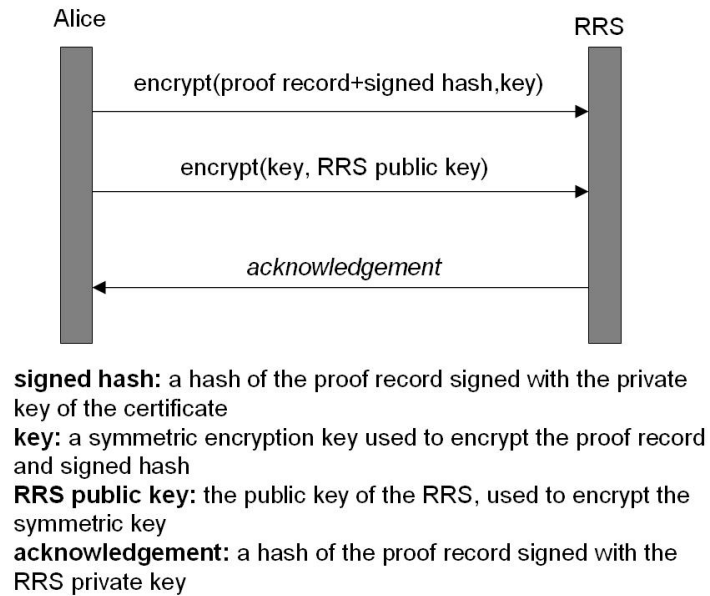 Alice
RRS
encrypt(proof record+signed hash,key)
encrypt(key, RRS public key)
acknowledgement
signed hash: a hash of the proof record signed with the private
key of the certificate
key: a symmetric encryption key used to encrypt the proof record
and signed hash
RRS public key: the public key of the RRS, used to encrypt the
symmetric key
acknowledgement: a hash of the proof record signed with the
RRS private key